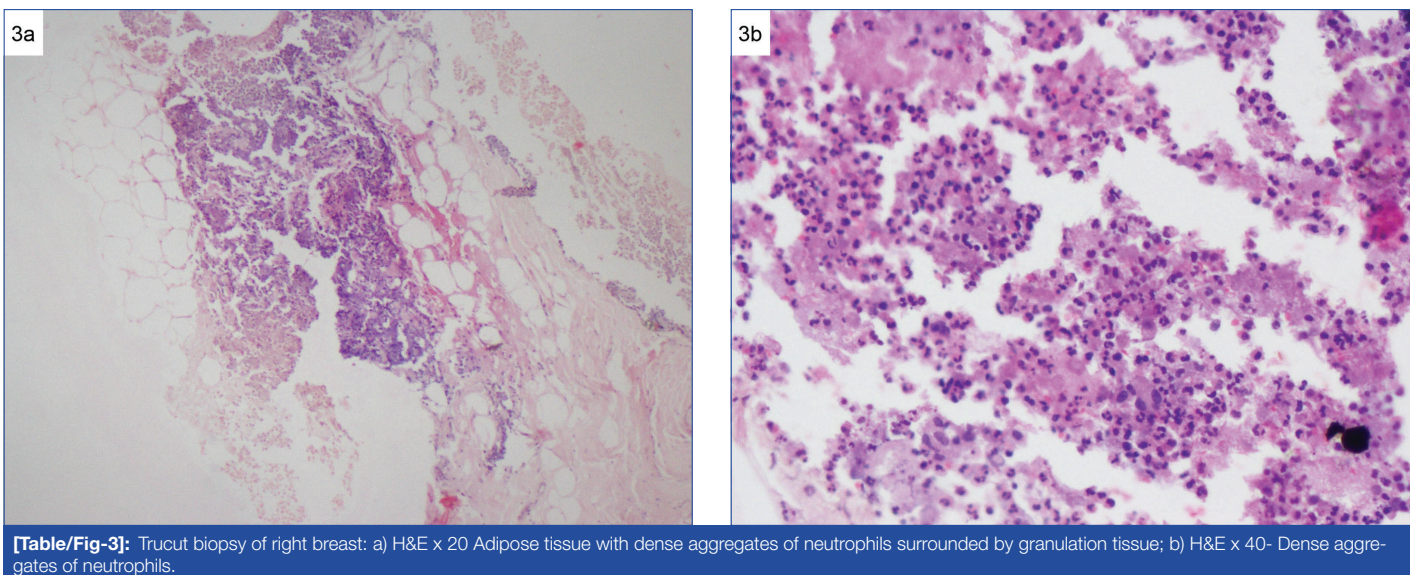 3a
3b
[Table/Fig-3]: Trucut biopsy of right breast: a) H&E x 20 Adipose tissue with dense aggregates of neutrophils surrounded by granulation tissue; b) H&E x 40- Dense aggre-
gates of neutrophils.